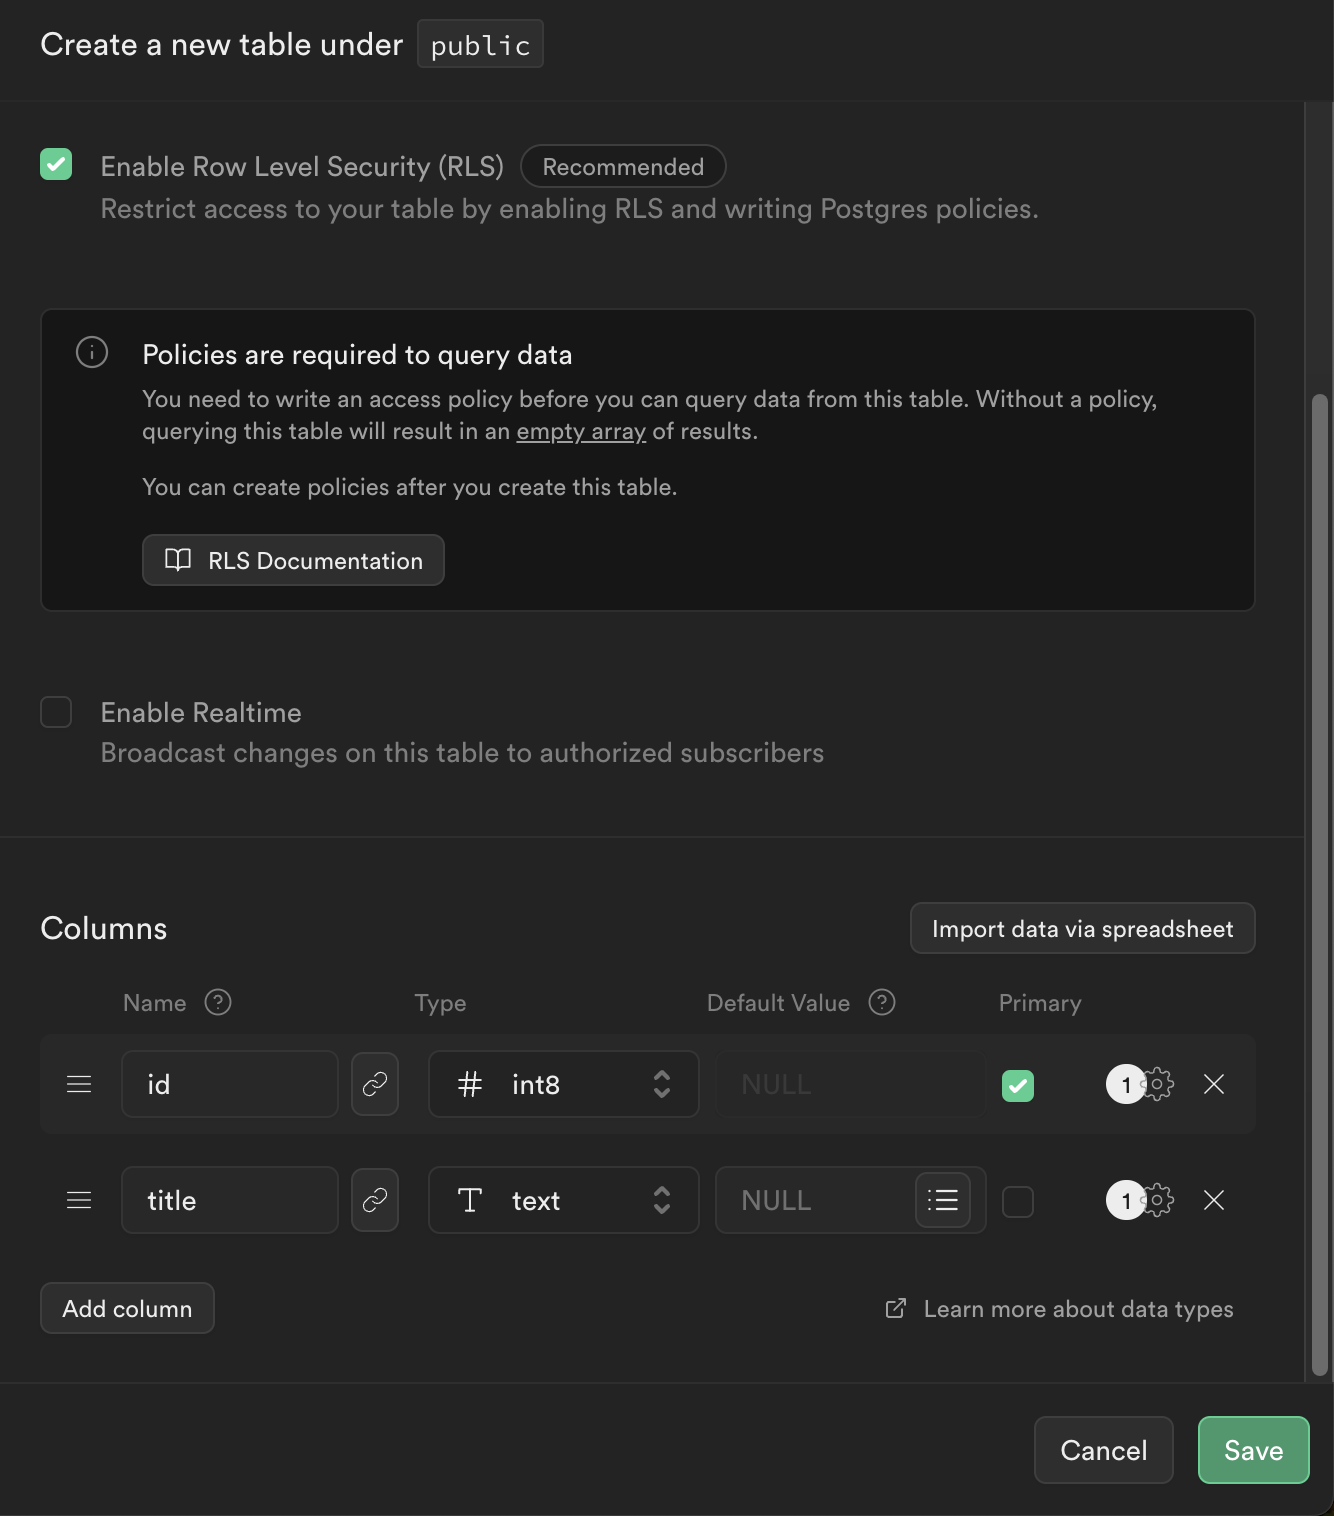 Create a new table under public
Enable Row Level Security (RLS) Recommended
Restrict access to your table by enabling RLS and writing Postgres policies.
Policies are required to query data
You need to write an access policy before you can query data from this table. Without a policy,
querying this table will result in an empty array of results.
You can create policies after you create this table.
RLS Documentation
Enable Realtime
Broadcast changes on this table to authorized subscribers
Columns Import data via spreadsheet
Name ? Type Default Value ? Primary
id # int8 NULL 1
title T text NULL 1
Add column Learn more about data types
Cancel Save